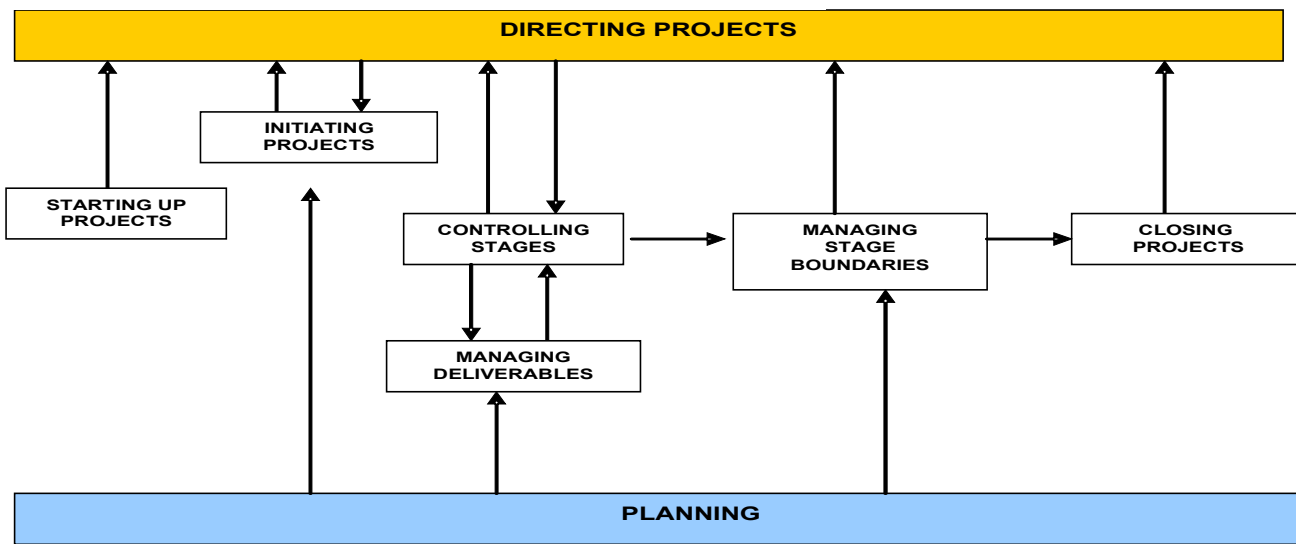 DIRECTING PROJECTS
INITIATING
PROJECTS
STARTING UP
PROJECTS
CONTROLLING
STAGES
MANAGING
STAGE
BOUNDARIES
CLOSING
PROJECTS
MANAGING
DELIVERABLES
PLANNING